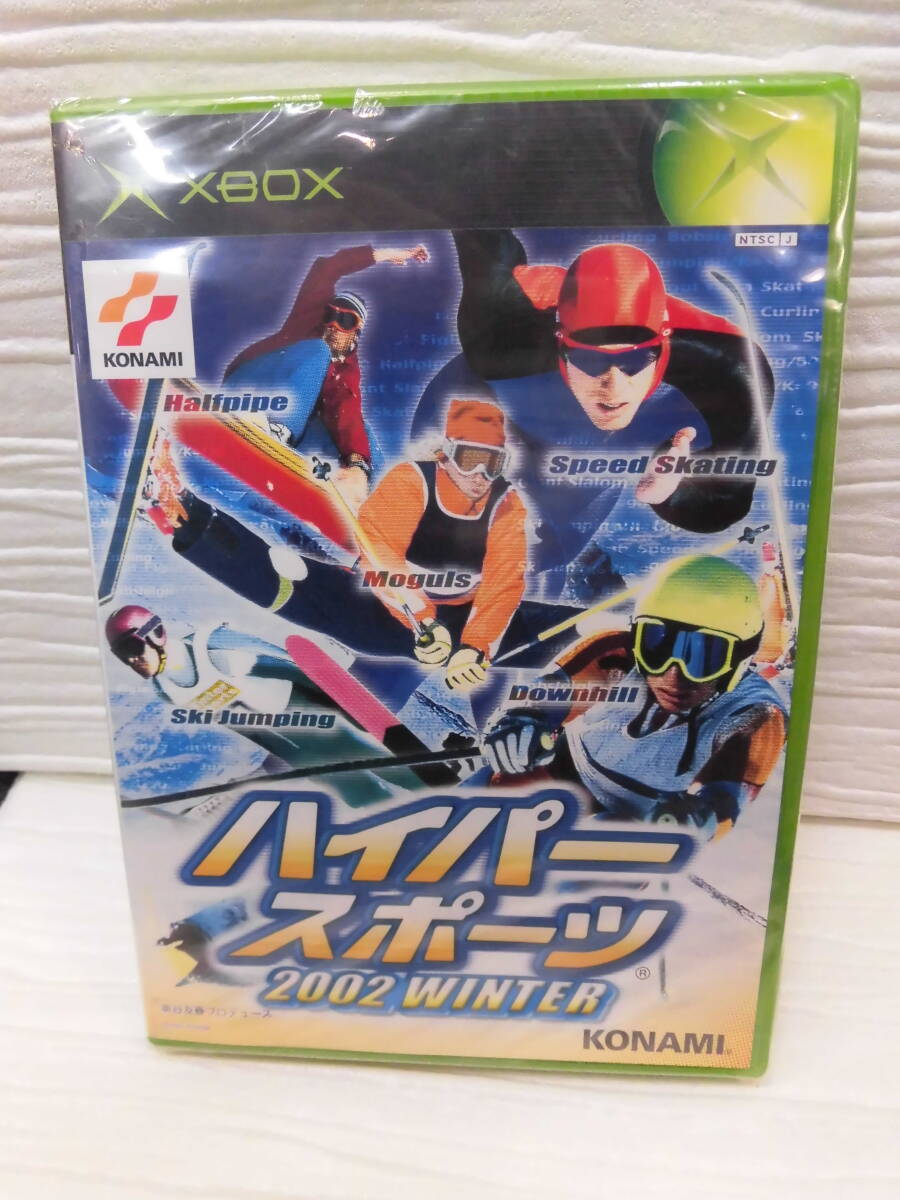 XBOX
NTSC J
KONAMI
Halfpipe
Speed Skating
Moguls
Downhill
Ski Jumping
ハイパー
スポーツ®
2002 WINTER
KONAMI